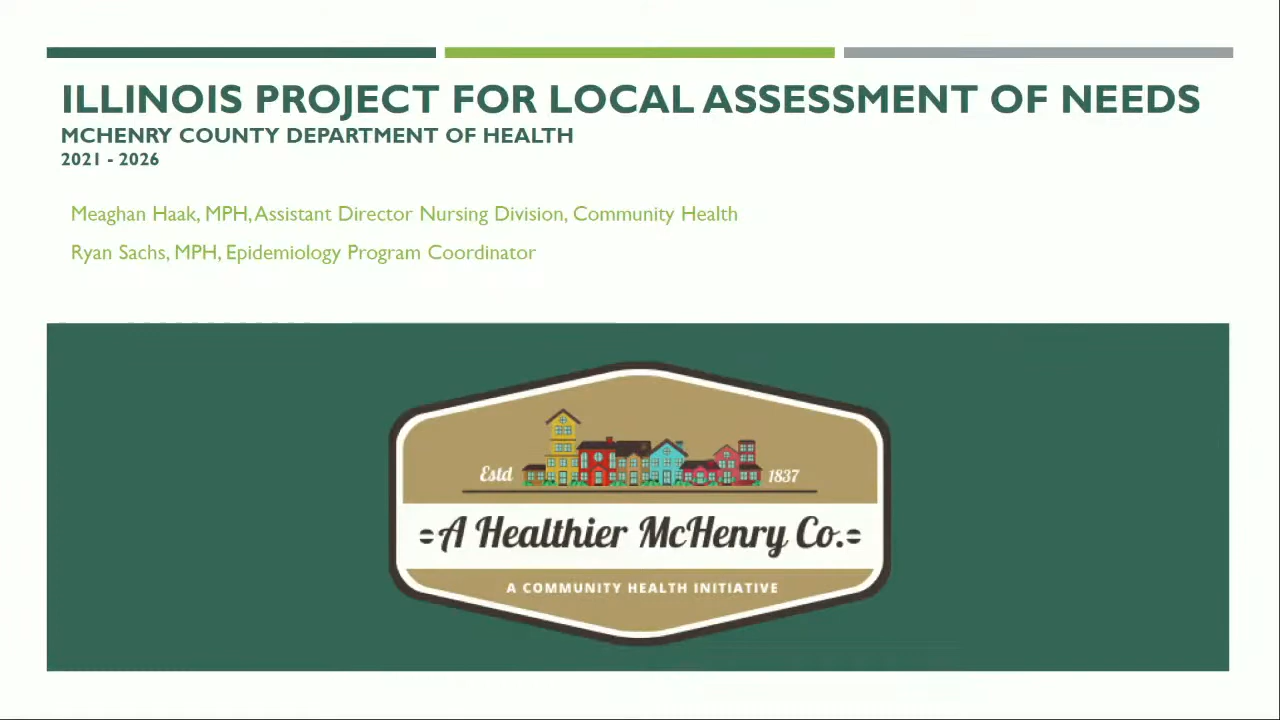 ILLINOIS PROJECT FOR LOCAL ASSESSMENT OF NEEDS
MCHENRY COUNTY DEPARTMENT OF HEALTH
2021 - 2026
Meaghan Haak, MPH, Assistant Director Nursing Division, Community Health
Ryan Sachs, MPH, Epidemiology Program Coordinator
Estd 1837
A Healthier McHenry Co.
A COMMUNITY HEALTH INITIATIVE